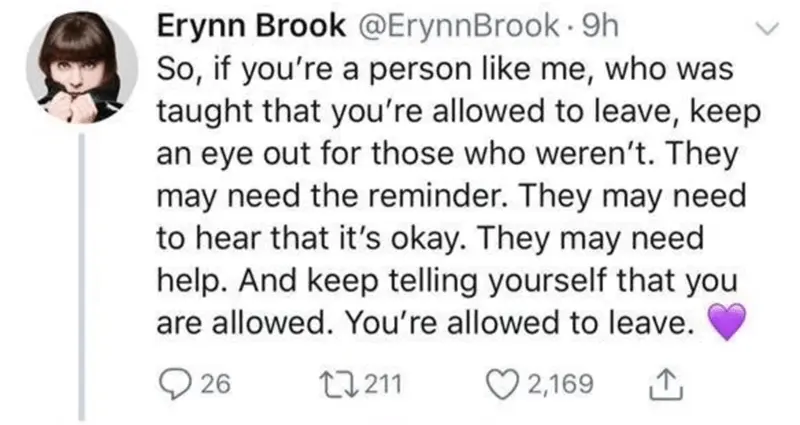 Erynn Brook @ErynnBrook · 9h
So, if you're a person like me, who was
taught that you're allowed to leave, keep
an eye out for those who weren't. They
may need the reminder. They may need
to hear that it's okay. They may need
help. And keep telling yourself that you
are allowed. You're allowed to leave. 💜
26 211 2,169